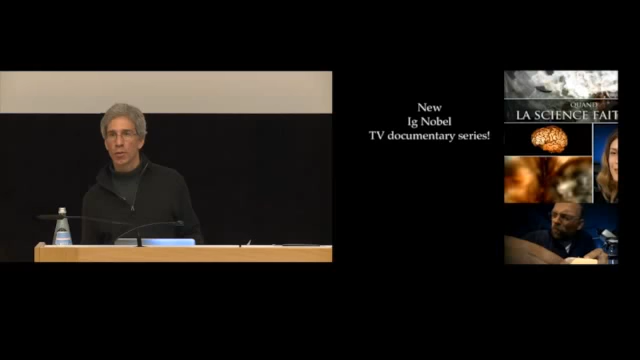 New
Ig Nobel
TV documentary series!
QUAND
LA SCIENCE FAIT